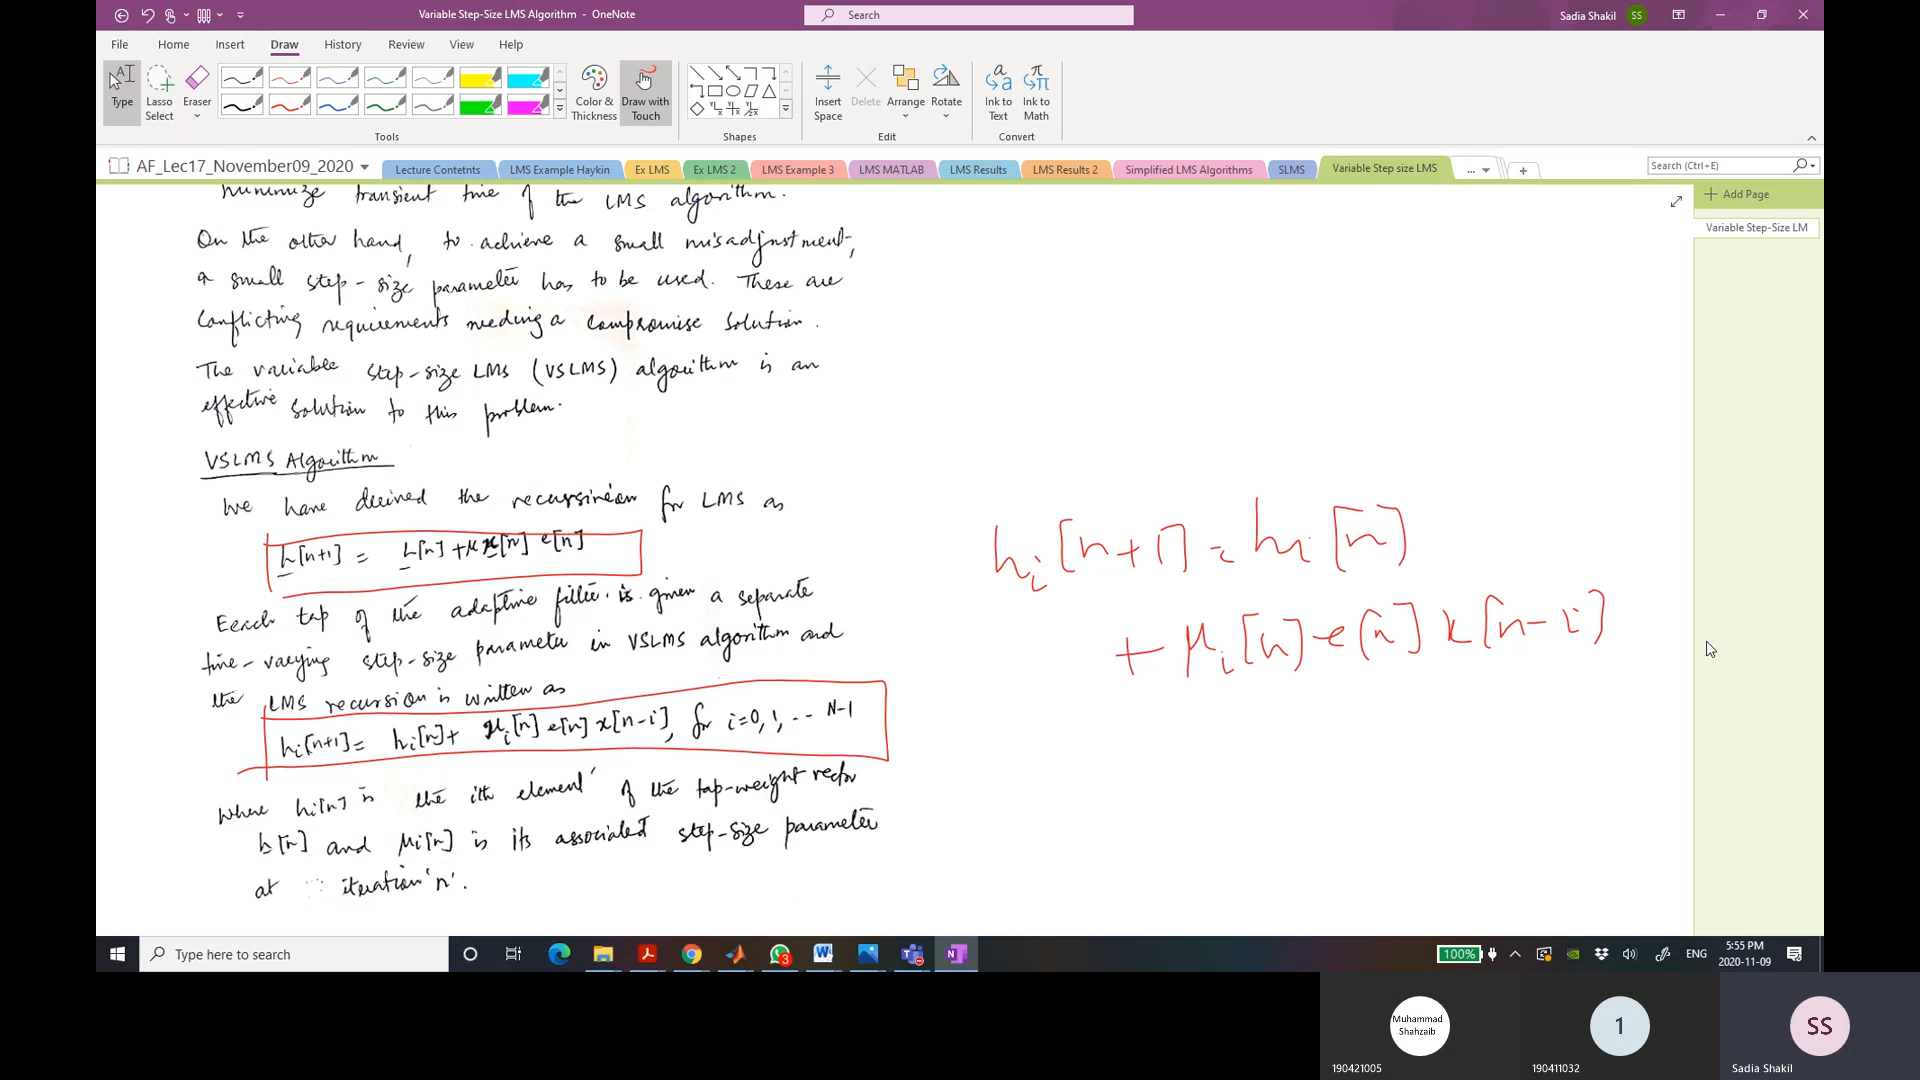 Variable Step-Size LMS Algorithm - OneNote
Search
Sadia Shakil SS
File Home Insert Draw History Review View Help
Type
Lasso Select
Eraser
Color & Thickness
Draw with Touch
Insert Space
Delete
Arrange
Rotate
Ink to Text
Ink to Math
Tools Shapes Edit Convert
AF_Lec17_November09_2020
Lecture Contetnts LMS Example Haykin Ex LMS Ex LMS 2 LMS Example 3 LMS MATLAB LMS Results LMS Results 2 Simplified LMS Algorithms SLMS Variable Step size LMS ...
Search (Ctrl+E)
Add Page
Variable Step-Size LM
minimize transient time of the LMS algorithm.
On the other hand, to achieve a small misadjustment,
a small step-size parameter has to be used. These are
conflicting requirements needing a compromise solution.
The variable step-size LMS (VSLMS) algorithm is an
effective solution to this problem.
VSLMS Algorithm
We have derived the for LMS as
h[n+1] = h[n] + μ x[n] e[n]
Eeach tap of the adaptive filter is given a separate
time-varying step-size parameter in VSLMS algorithm and
the LMS recursion is written as
hi[n+1] = hi[n] + μi[n] e[n] x[n-i], for i=0, 1, --- N-1
where hi[n] is the ith element of the tap-weight vector
h[n] and μi[n] is its associated step-size parameter
at iteration 'n'.
hi[n+1] = hi[n]
+ μi[n] e[n] x[n-i]
Type here to search
3
W
N
100%
ENG
5:55 PM
2020-11-09
Muhammad Shahzaib
1
SS
190421005
190411032
Sadia Shakil